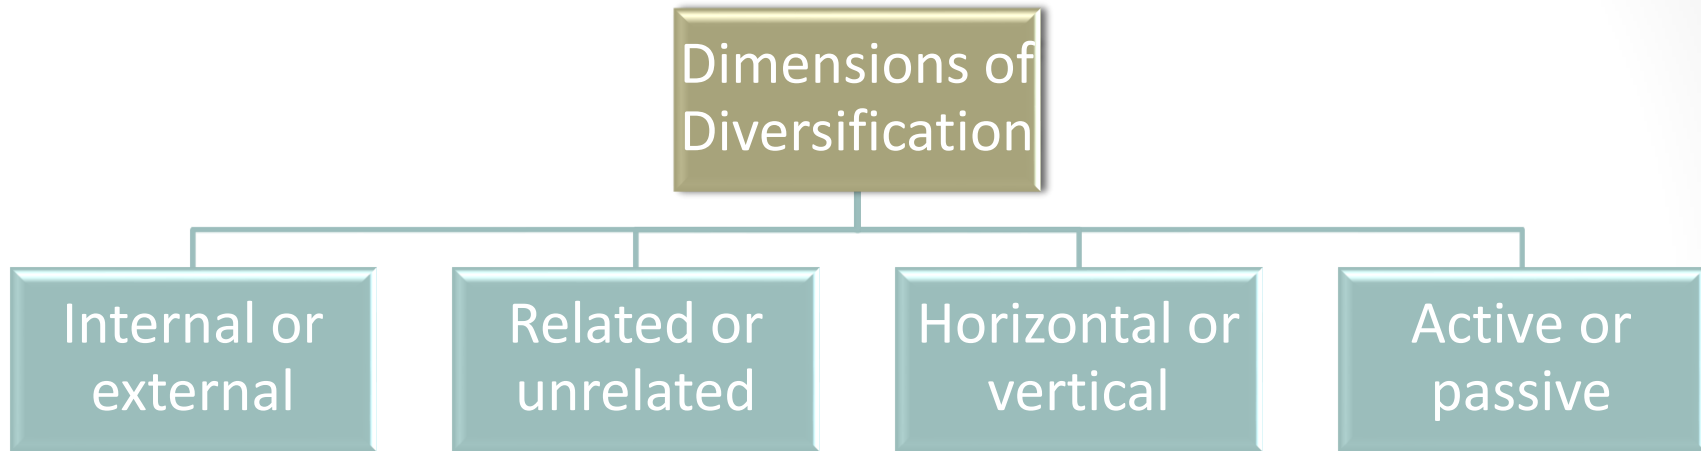 Dimensions of
Diversification
Internal or
external
Related or
unrelated
Horizontal or
vertical
Active or
passive